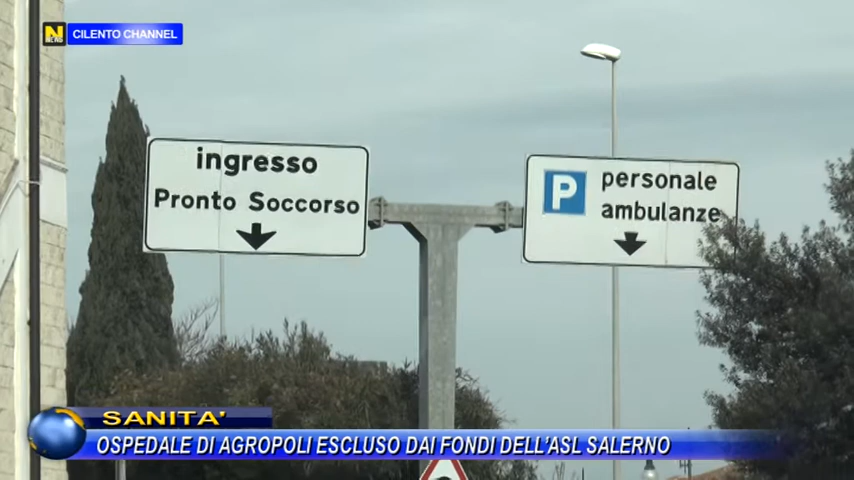 N
CILENTO CHANNEL
ingresso
Pronto Soccorso
P personale
ambulanze
SANITA'
OSPEDALE DI AGROPOLI ESCLUSO DAI FONDI DELL'ASL SALERNO